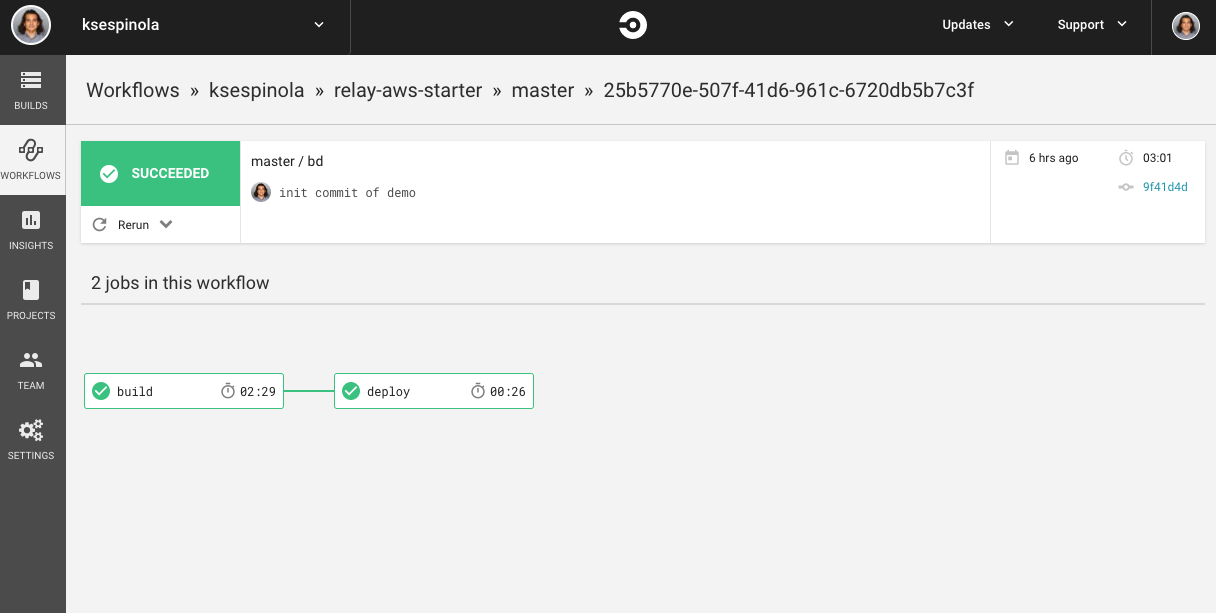 ksespinola
Updates
Support
BUILDS
WORKFLOWS
INSIGHTS
PROJECTS
TEAM
SETTINGS
Workflows » ksespinola » relay-aws-starter » master » 25b5770e-507f-41d6-961c-6720db5b7c3f
SUCCEEDED
Rerun
master / bd
init commit of demo
6 hrs ago
03:01
9f41d4d
2 jobs in this workflow
build 02:29
deploy 00:26